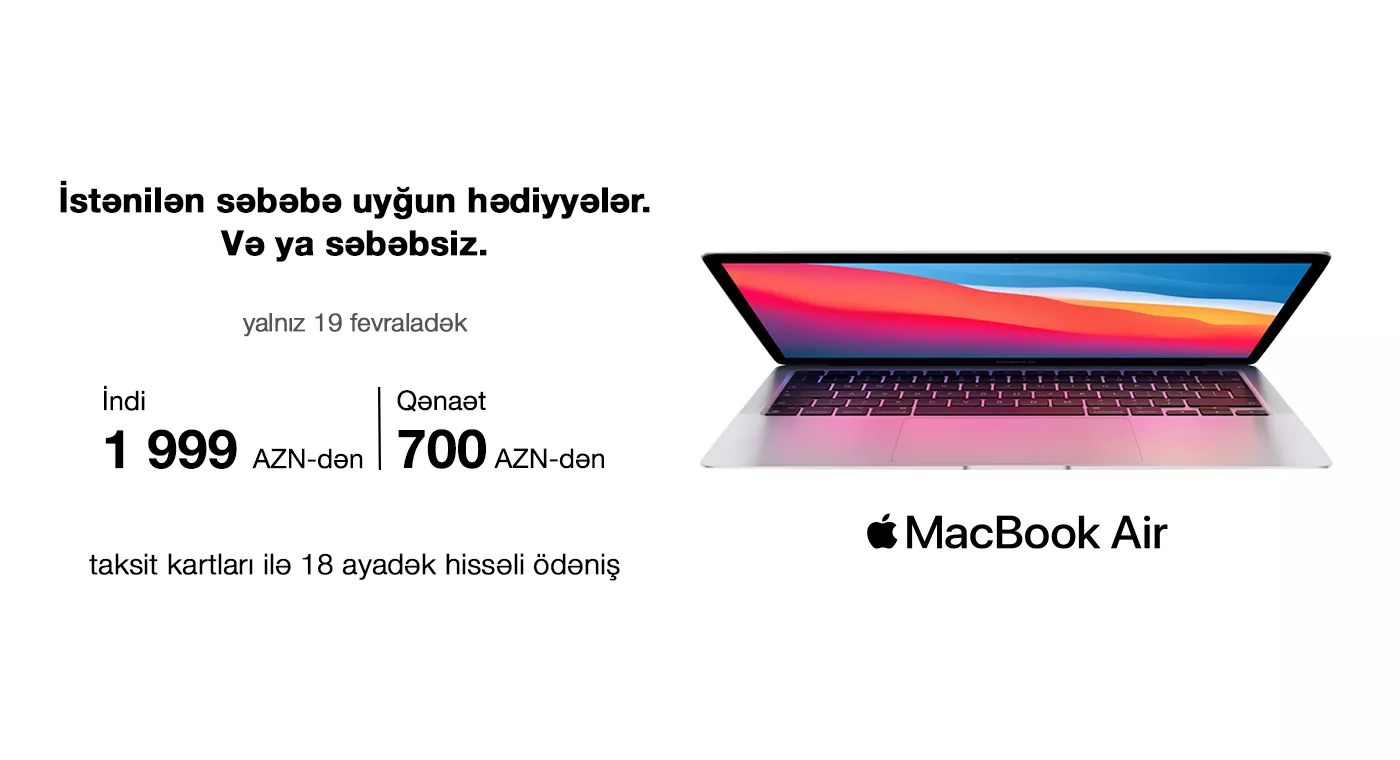 İstənilən səbəbə uyğun hədiyyələr.
Və ya səbəbsiz.
yalnız 19 fevraladək
İndi
1 999 AZN-dən
Qənaət
700 AZN-dən
taksit kartları ilə 18 ayadək hissəli ödəniş
MacBook Air